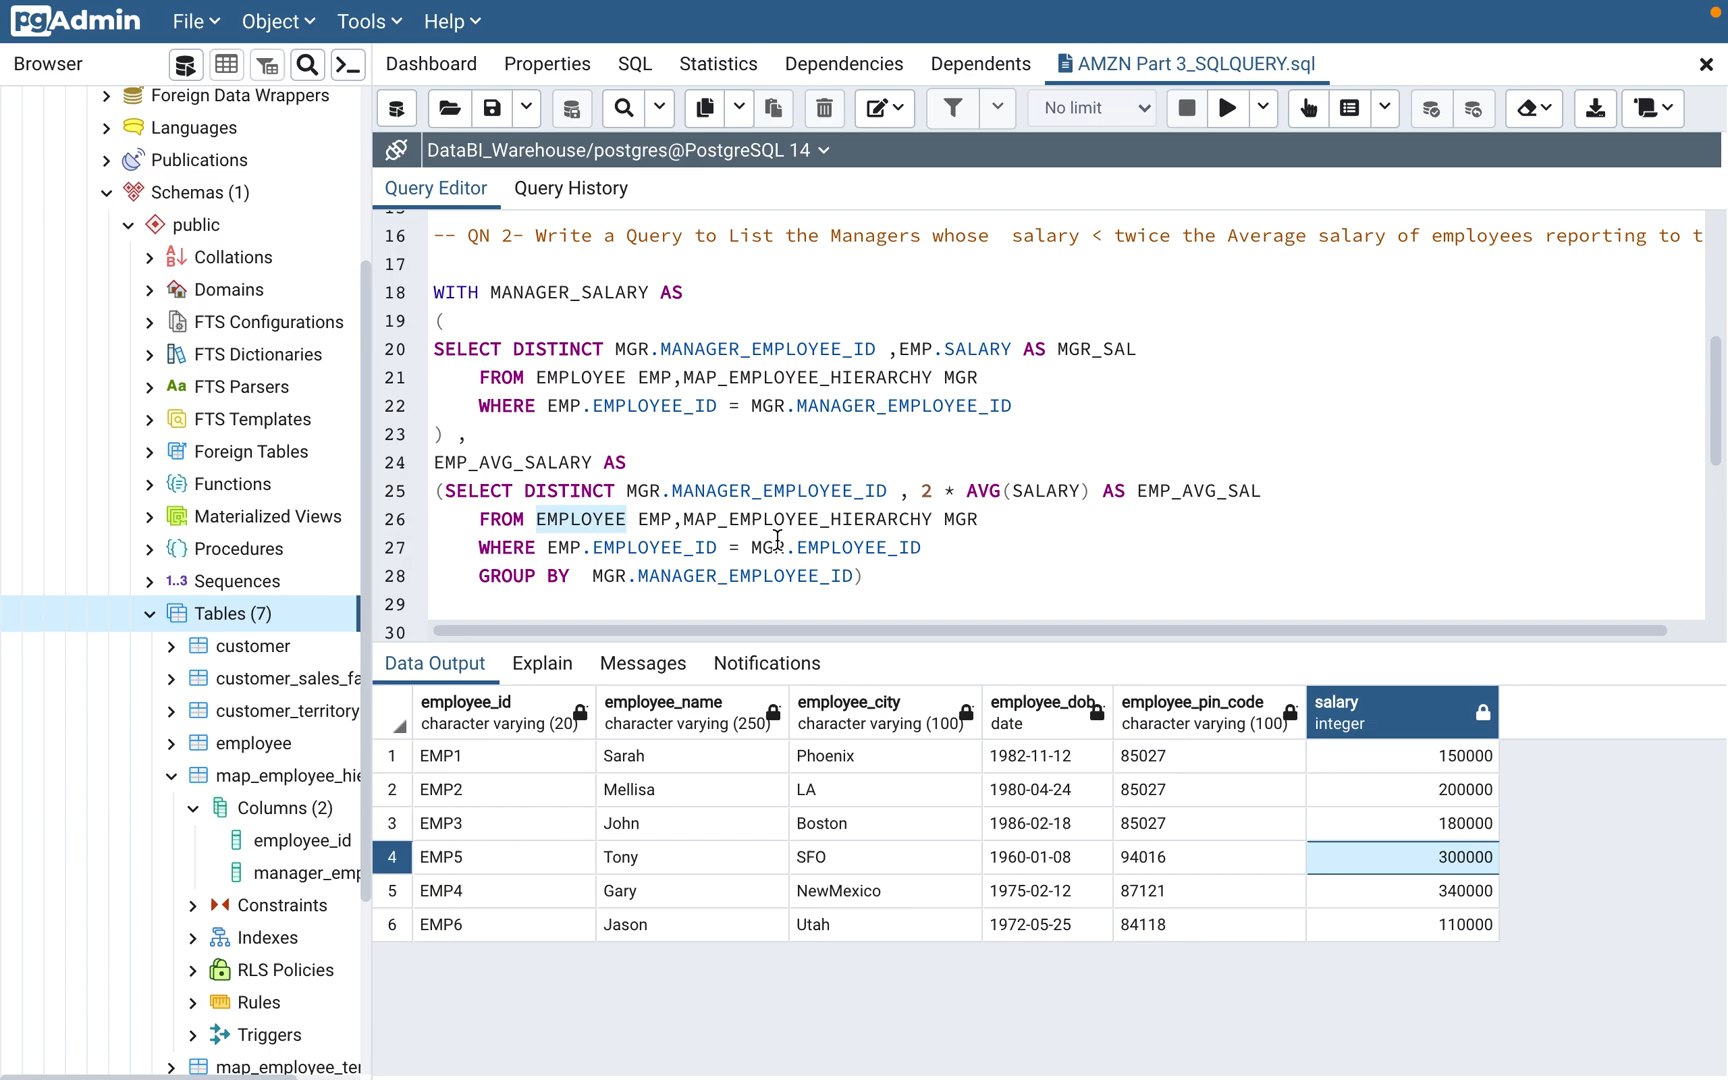 pgAdmin File Object Tools Help
Browser Dashboard Properties SQL Statistics Dependencies Dependents AMZN Part 3_SQLQUERY.sql
No limit
DataBI_Warehouse/postgres@PostgreSQL 14
Query Editor Query History
Foreign Data Wrappers
Languages
Publications
Schemas (1)
public
Collations
Domains
FTS Configurations
FTS Dictionaries
Aa FTS Parsers
FTS Templates
Foreign Tables
Functions
Materialized Views
Procedures
1..3 Sequences
Tables (7)
customer
customer_sales_fa
customer_territory
employee
map_employee_hie
Columns (2)
employee_id
manager_emp
Constraints
Indexes
RLS Policies
Rules
Triggers
map_employee_ter
16 -- QN 2- Write a Query to List the Managers whose  salary < twice the Average salary of employees reporting to t
17
18 WITH MANAGER_SALARY AS
19 (
20 SELECT DISTINCT MGR.MANAGER_EMPLOYEE_ID ,EMP.SALARY AS MGR_SAL
21 FROM EMPLOYEE EMP,MAP_EMPLOYEE_HIERARCHY MGR
22 WHERE EMP.EMPLOYEE_ID = MGR.MANAGER_EMPLOYEE_ID
23 ) ,
24 EMP_AVG_SALARY AS
25 (SELECT DISTINCT MGR.MANAGER_EMPLOYEE_ID , 2 * AVG(SALARY) AS EMP_AVG_SAL
26 FROM EMPLOYEE EMP,MAP_EMPLOYEE_HIERARCHY MGR
27 WHERE EMP.EMPLOYEE_ID = MGR.EMPLOYEE_ID
28 GROUP BY  MGR.MANAGER_EMPLOYEE_ID)
29
30
Data Output Explain Messages Notifications
employee_id employee_name employee_city employee_dob employee_pin_code salary
character varying (20) character varying (250) character varying (100) date character varying (100) integer
1 EMP1 Sarah Phoenix 1982-11-12 85027 150000
2 EMP2 Mellisa LA 1980-04-24 85027 200000
3 EMP3 John Boston 1986-02-18 85027 180000
4 EMP5 Tony SFO 1960-01-08 94016 300000
5 EMP4 Gary NewMexico 1975-02-12 87121 340000
6 EMP6 Jason Utah 1972-05-25 84118 110000